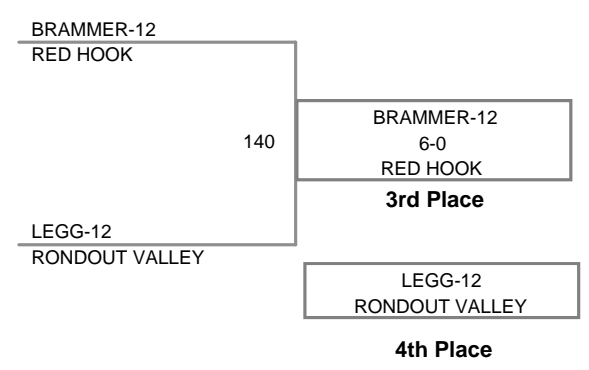 BRAMMER-12
RED HOOK
140
BRAMMER-12
6-0
RED HOOK
3rd Place
LEGG-12
RONDOUT VALLEY
LEGG-12
RONDOUT VALLEY
4th Place